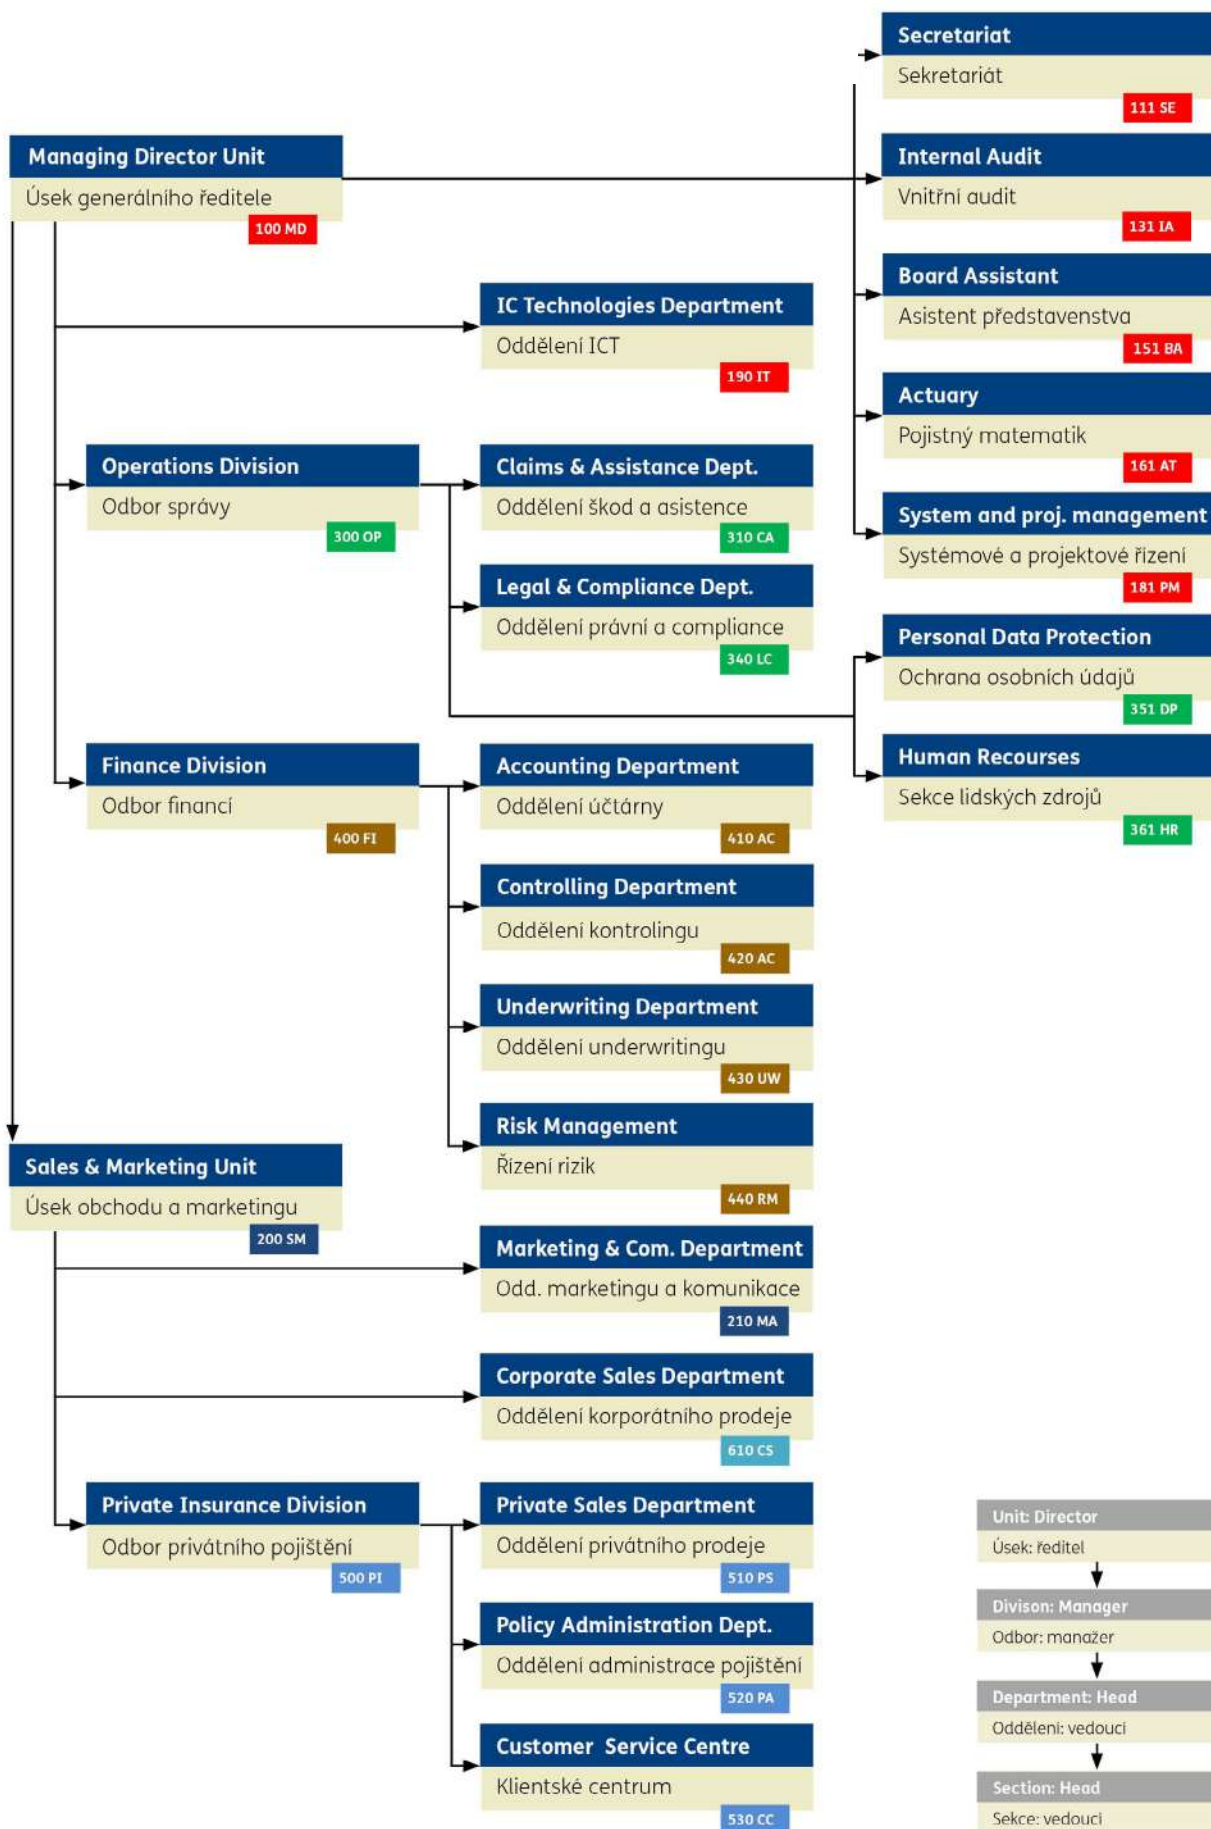 Secretariat
Sekretariát
111 SE
Managing Director Unit
Úsek generálního ředitele
100 MD
Internal Audit
Vnitřní audit
131 IA
Board Assistant
Asistent představenstva
151 BA
IC Technologies Department
Oddělení ICT
190 IT
Actuary
Pojistný matematik
161 AT
Operations Division
Odbor správy
300 OP
Claims & Assistance Dept.
Oddělení škod a asistence
310 CA
System and proj. management
Systémové a projektové řízení
181 PM
Legal & Compliance Dept.
Oddělení právní a compliance
340 LC
Personal Data Protection
Ochrana osobních údajů
351 DP
Finance Division
Odbor financí
400 FI
Accounting Department
Oddělení účtárny
410 AC
Human Recourses
Sekce lidských zdrojů
361 HR
Controlling Department
Oddělení kontrolingu
420 AC
Underwriting Department
Oddělení underwritingu
430 UW
Risk Management
Řízení rizik
440 RM
Sales & Marketing Unit
Úsek obchodu a marketingu
200 SM
Marketing & Com. Department
Odd. marketingu a komunikace
210 MA
Corporate Sales Department
Oddělení korporátního prodeje
610 CS
Private Insurance Division
Odbor privátního pojištění
500 PI
Private Sales Department
Oddělení privátního prodeje
510 PS
Policy Administration Dept.
Oddělení administrace pojištění
520 PA
Customer Service Centre
Klientské centrum
530 CC
Unit: Director
Úsek: ředitel
Divison: Manager
Odbor: manažer
Department: Head
Oddělení: vedoucí
Section: Head
Sekce: vedoucí